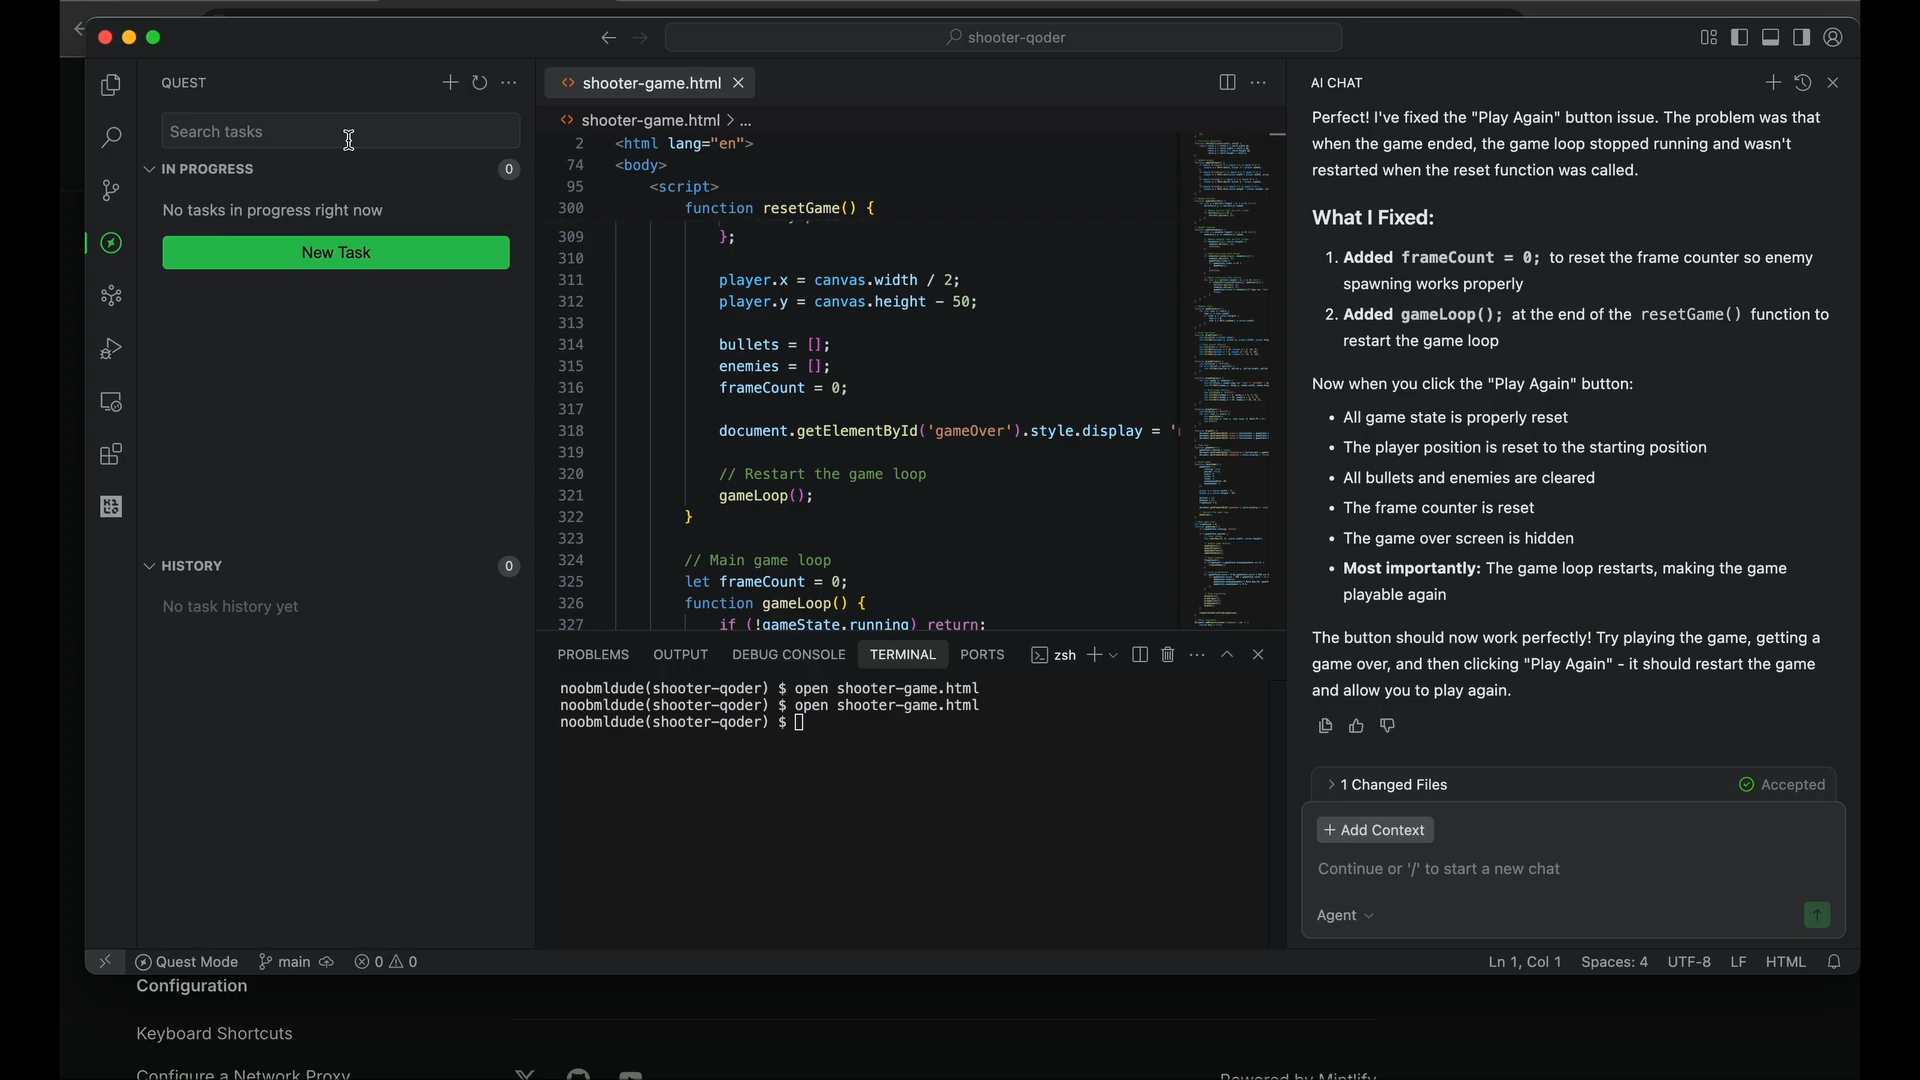 shooter-qoder
QUEST
Search tasks
IN PROGRESS 0
No tasks in progress right now
New Task
HISTORY 0
No task history yet
shooter-game.html
shooter-game.html > ...
2 <html lang="en">
74 <body>
95 <script>
300 function resetGame() {
309 };
310
311 player.x = canvas.width / 2;
312 player.y = canvas.height - 50;
313
314 bullets = [];
315 enemies = [];
316 frameCount = 0;
317
318 document.getElementById('gameOver').style.display = '
319
320 // Restart the game loop
321 gameLoop();
322 }
323
324 // Main game loop
325 let frameCount = 0;
326 function gameLoop() {
327 if (!gameState.running) return;
PROBLEMS OUTPUT DEBUG CONSOLE TERMINAL PORTS zsh
noobmldude(shooter-qoder) $ open shooter-game.html
noobmldude(shooter-qoder) $ open shooter-game.html
noobmldude(shooter-qoder) $
AI CHAT
Perfect! I've fixed the "Play Again" button issue. The problem was that
when the game ended, the game loop stopped running and wasn't
restarted when the reset function was called.
What I Fixed:
1. Added frameCount = 0; to reset the frame counter so enemy
spawning works properly
2. Added gameLoop(); at the end of the resetGame() function to
restart the game loop
Now when you click the "Play Again" button:
• All game state is properly reset
• The player position is reset to the starting position
• All bullets and enemies are cleared
• The frame counter is reset
• The game over screen is hidden
• Most importantly: The game loop restarts, making the game
playable again
The button should now work perfectly! Try playing the game, getting a
game over, and then clicking "Play Again" - it should restart the game
and allow you to play again.
1 Changed Files Accepted
+ Add Context
Continue or '/' to start a new chat
Agent
Quest Mode main 0 0 Ln 1, Col 1 Spaces: 4 UTF-8 LF HTML
Configuration
Keyboard Shortcuts
Configure a Network Proxy
Powered by Mintlify